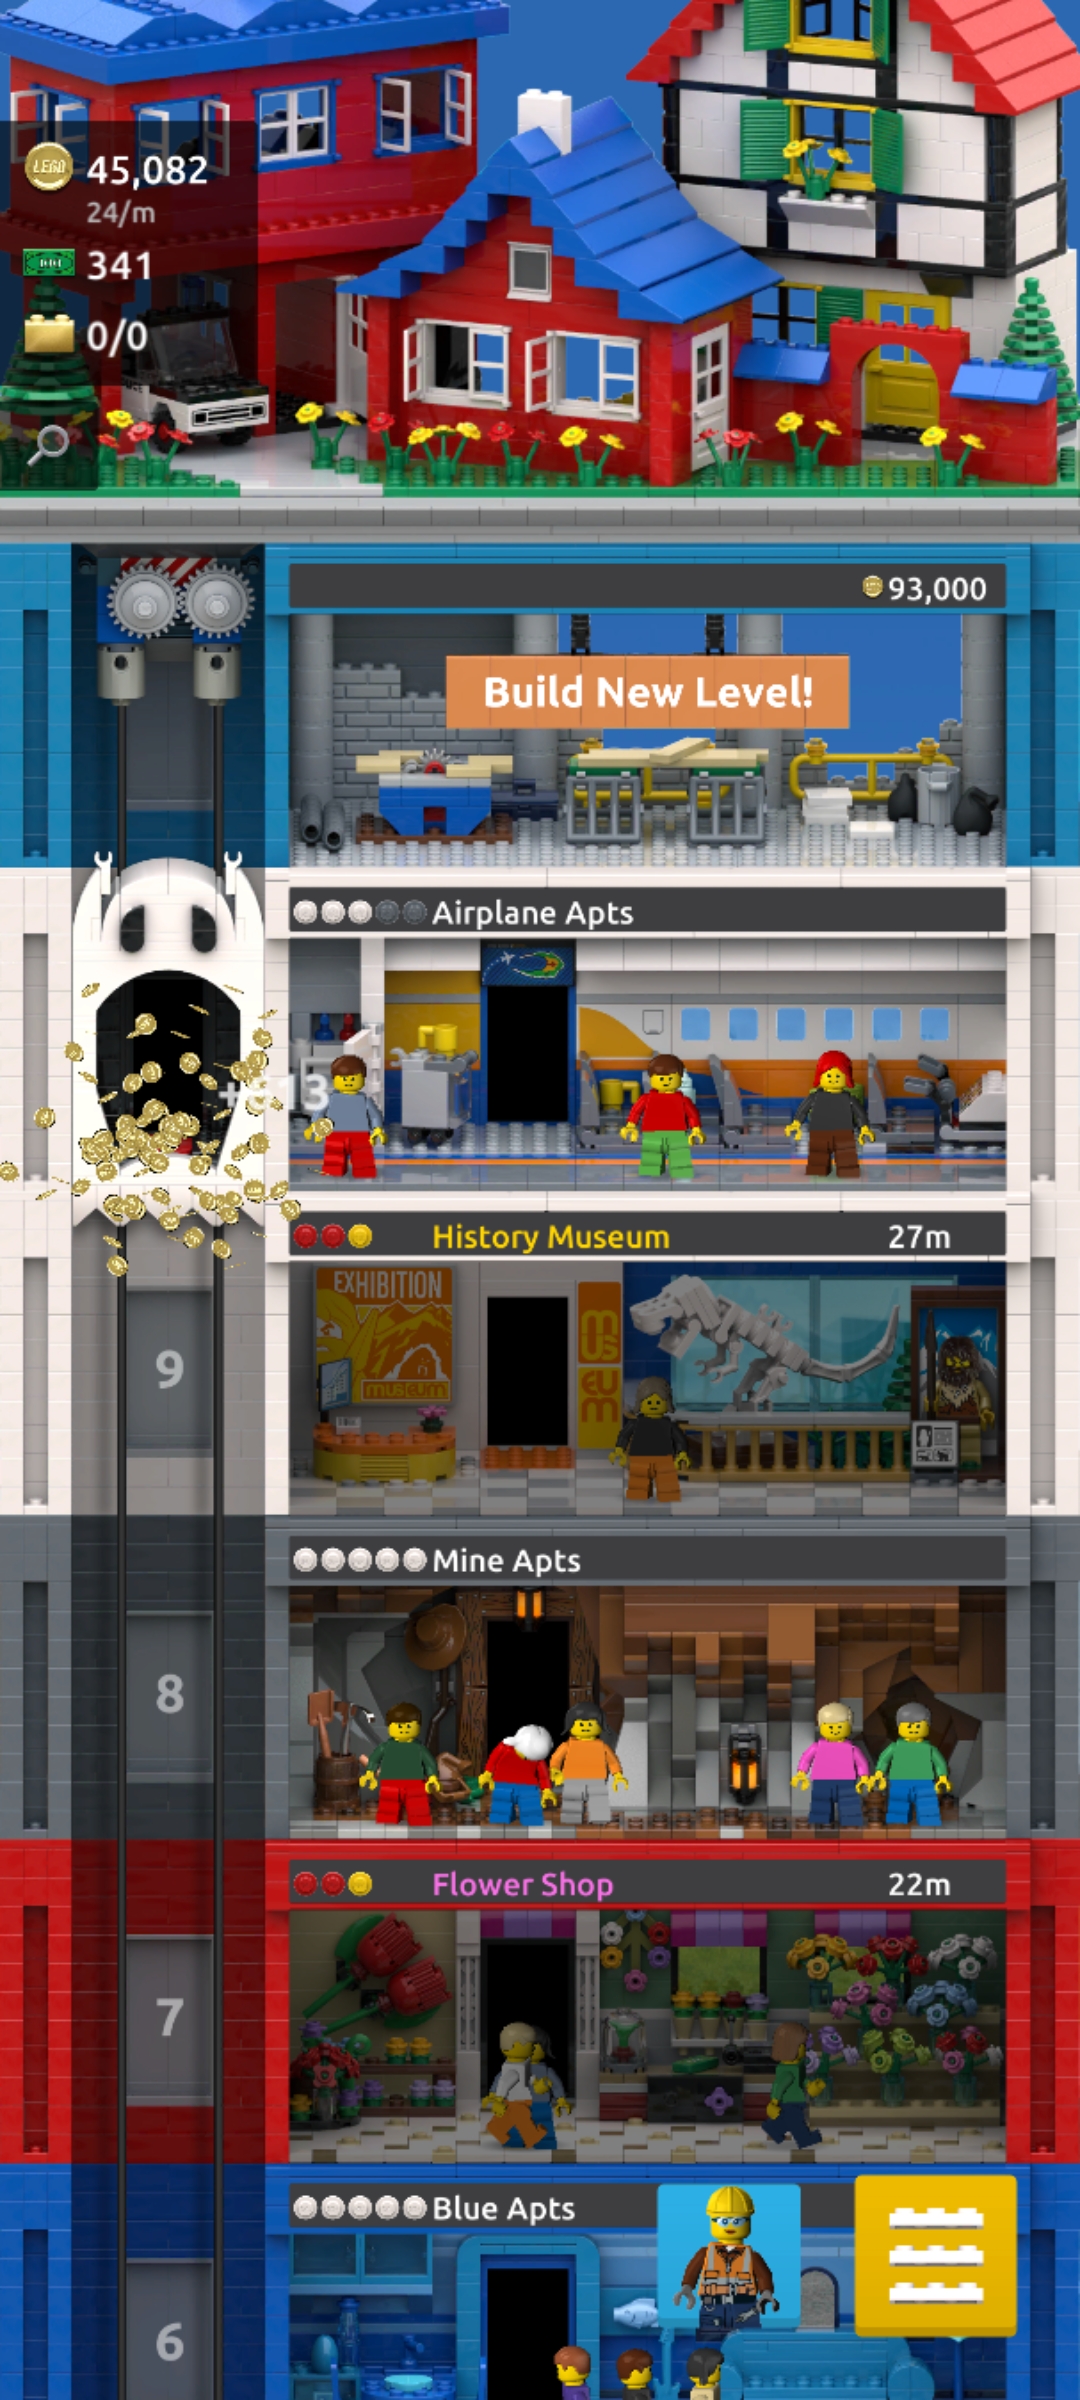 LEGO
45,082
24/m
341
0/0
93,000
Build New Level!
Airplane Apts
History Museum
27m
EXHIBITION
museum
MUSEUM
9
Mine Apts
8
Flower Shop
22m
7
Blue Apts
6